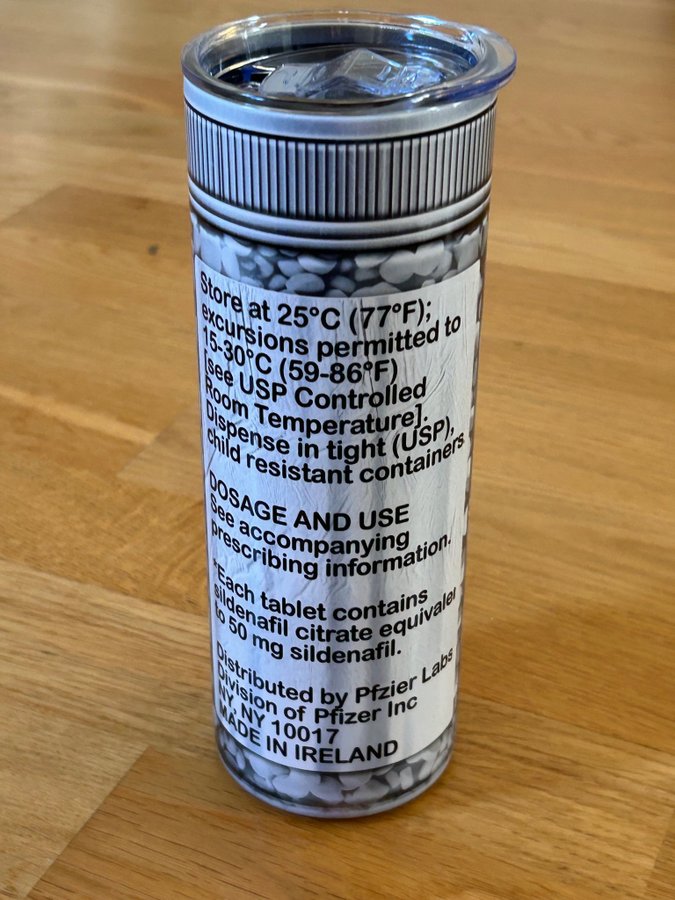 Store at 25°C (77°F);
excursions permitted to
15-30°C (59-86°F)
[see USP Controlled
Room Temperature].
Dispense in tight (USP),
child resistant containers
DOSAGE AND USE
See accompanying
prescribing information.
*Each tablet contains
sildenafil citrate
to 50 mg sildenafil.
Distributed by Pfzier Labs
Division of Pfizer Inc
NY, NY 10017
MADE IN IRELAND